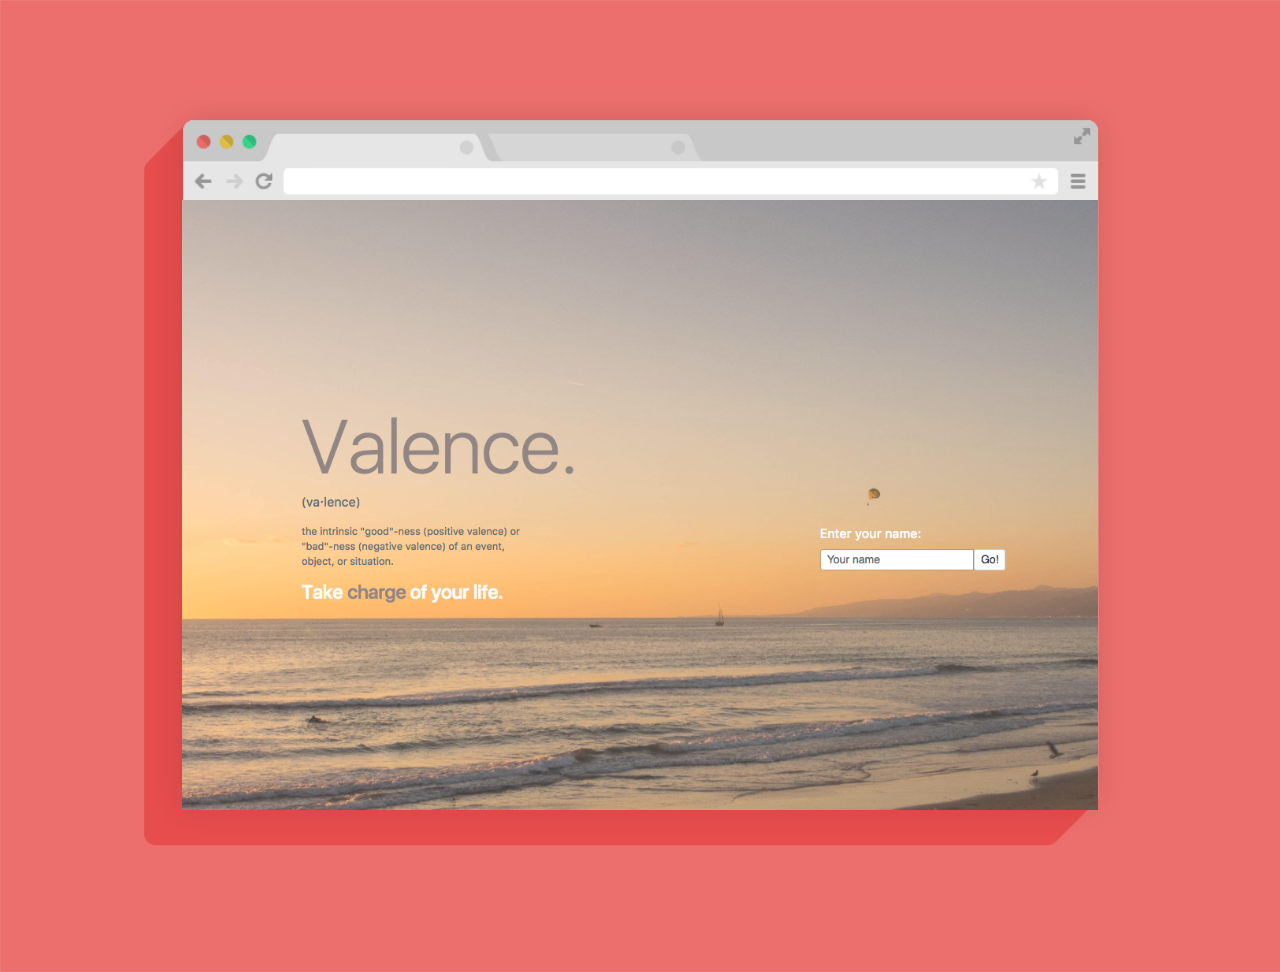 Valence.
(va·lence)
the intrinsic "good"-ness (positive valence) or
"bad"-ness (negative valence) of an event,
object, or situation.
Take charge of your life.
Enter your name:
Your name Go!